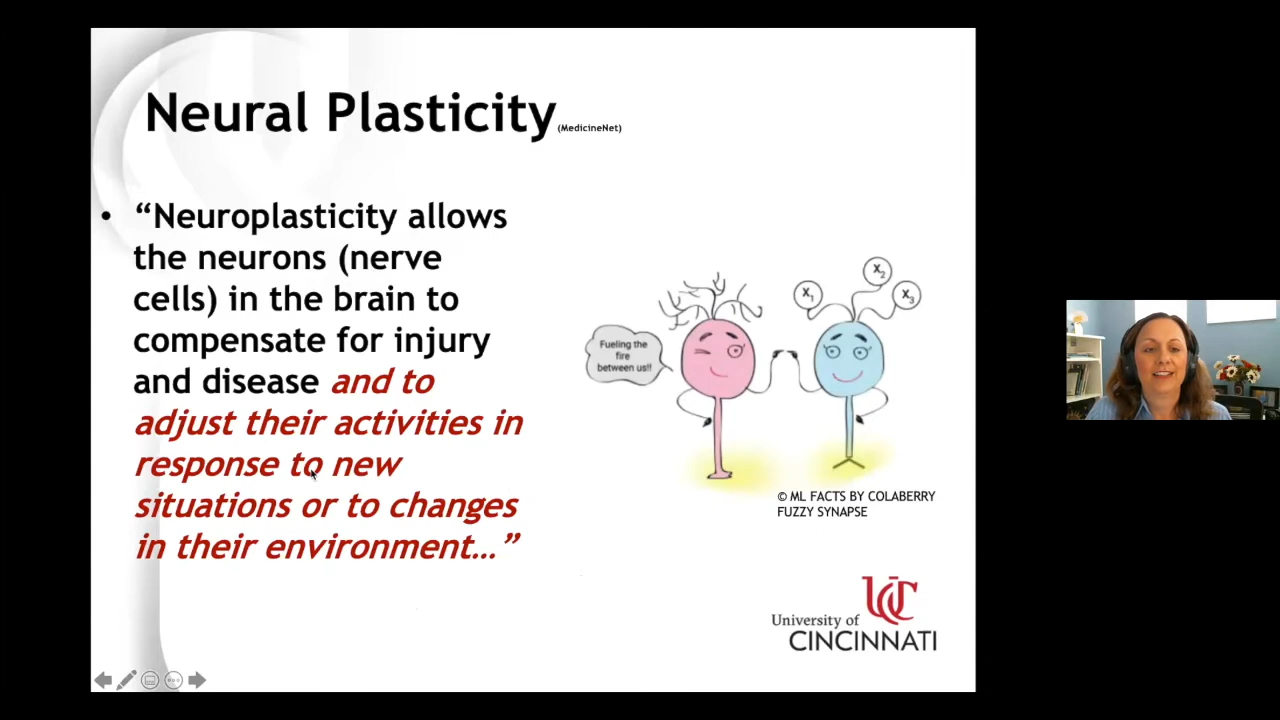 Neural Plasticity (MedicineNet)
• “Neuroplasticity allows
the neurons (nerve
cells) in the brain to
compensate for injury
and disease and to
adjust their activities in
response to new
situations or to changes
in their environment…”
Fueling the
fire
between us!!
X₁
X₂
X₃
© ML FACTS BY COLABERRY
FUZZY SYNAPSE
UC
University of
CINCINNATI